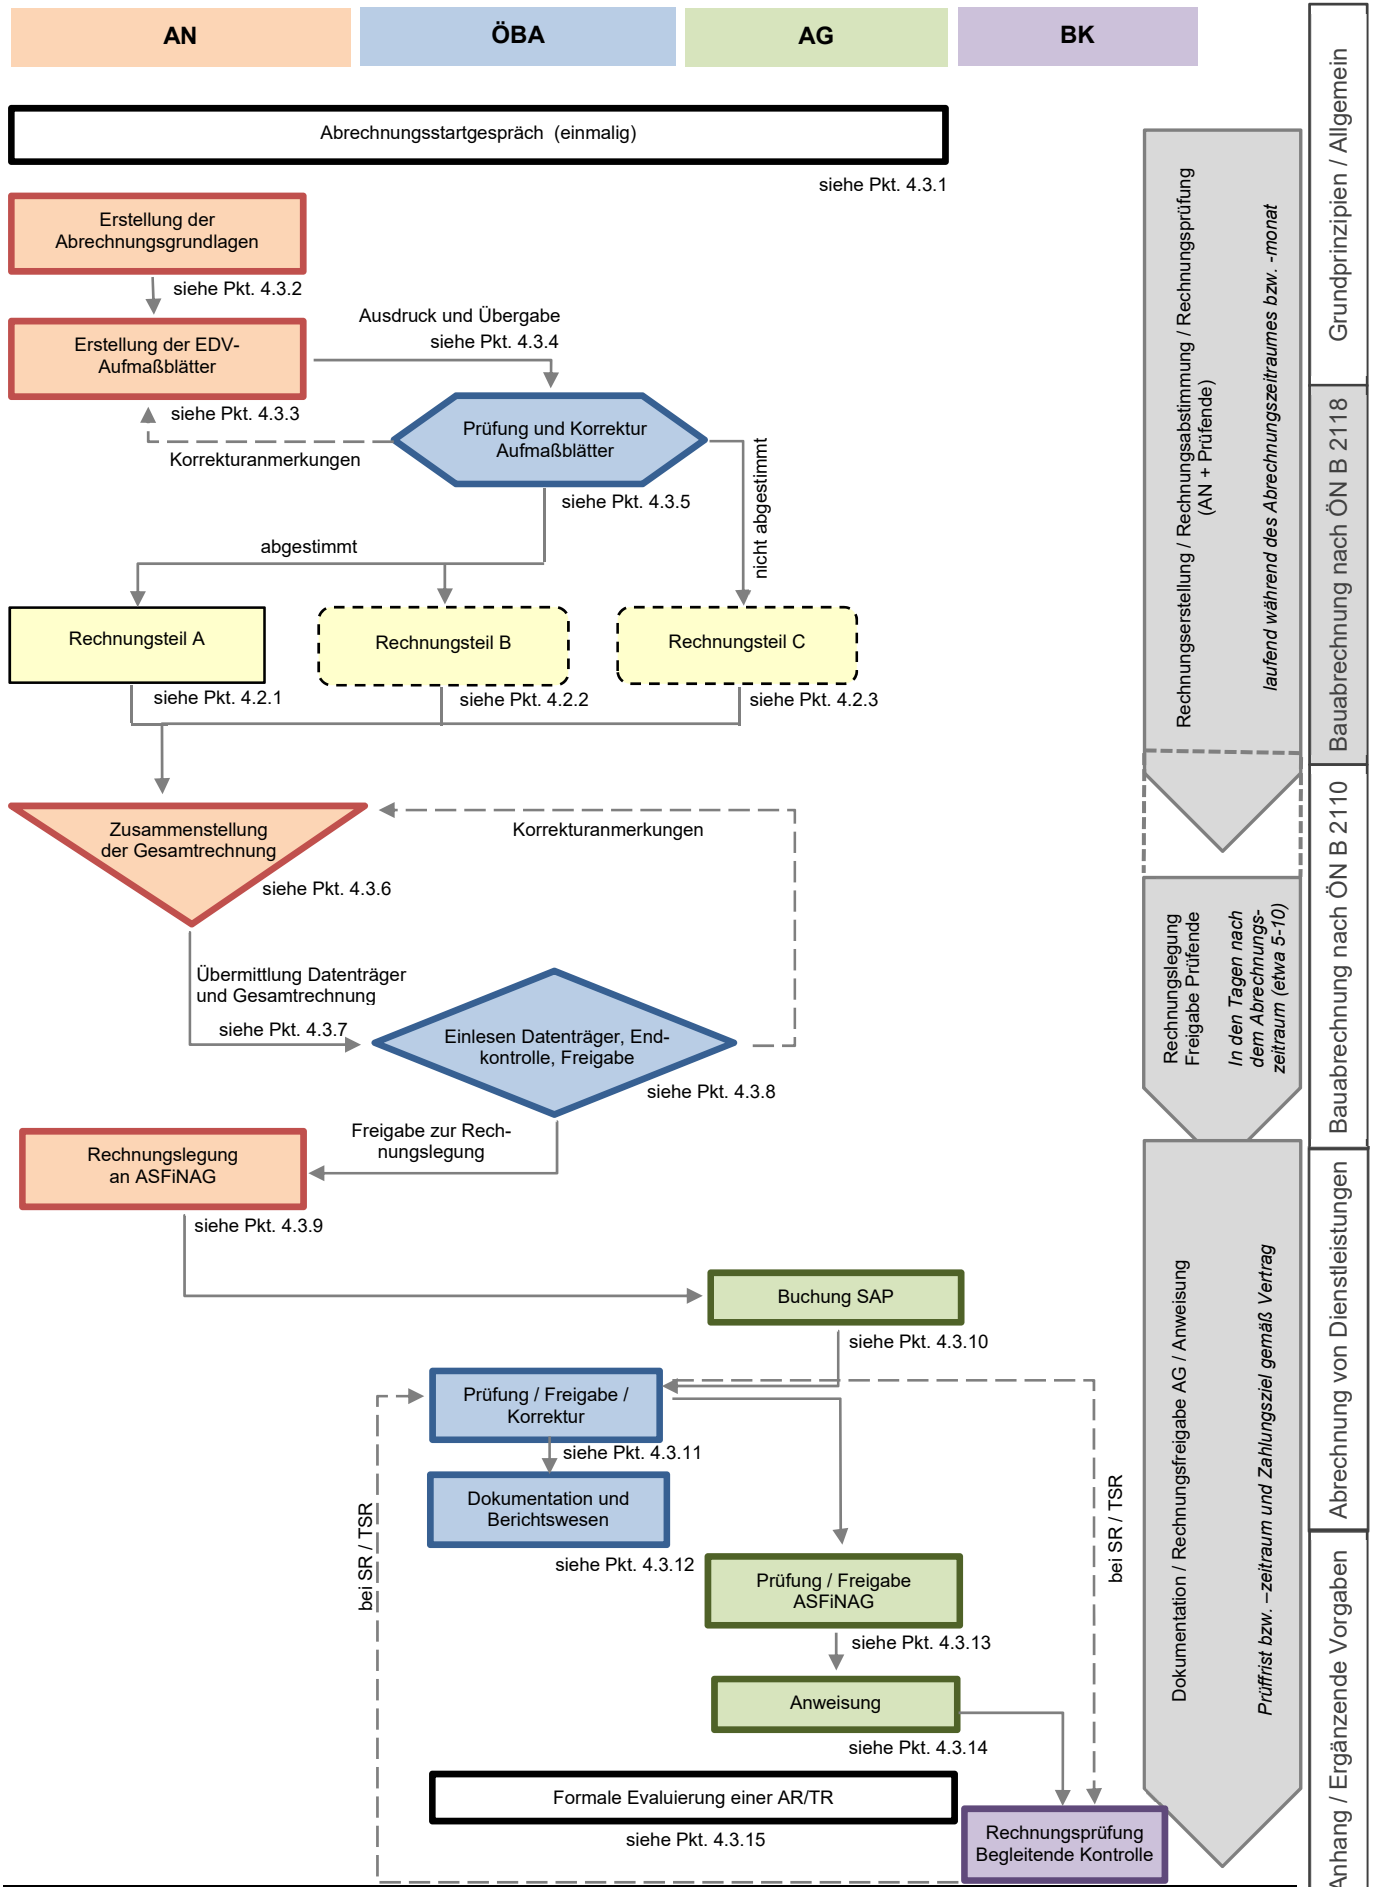 AN
ÖBA
AG
BK
Abrechnungsstartgespräch (einmalig)
siehe Pkt. 4.3.1
Erstellung der
Abrechnungsgrundlagen
siehe Pkt. 4.3.2
Ausdruck und Übergabe
siehe Pkt. 4.3.4
Erstellung der EDV-
Aufmaßblätter
siehe Pkt. 4.3.3
Prüfung und Korrektur
Aufmaßblätter
Korrekturanmerkungen
siehe Pkt. 4.3.5
nicht abgestimmt
abgestimmt
Rechnungsteil A
Rechnungsteil B
Rechnungsteil C
siehe Pkt. 4.2.1
siehe Pkt. 4.2.2
siehe Pkt. 4.2.3
Zusammenstellung
der Gesamtrechnung
Korrekturanmerkungen
siehe Pkt. 4.3.6
Übermittlung Datenträger
und Gesamtrechnung
siehe Pkt. 4.3.7
Einlesen Datenträger, End-
kontrolle, Freigabe
siehe Pkt. 4.3.8
Freigabe zur Rech-
nungslegung
Rechnungslegung
an ASFiNAG
siehe Pkt. 4.3.9
Buchung SAP
siehe Pkt. 4.3.10
Prüfung / Freigabe /
Korrektur
siehe Pkt. 4.3.11
Dokumentation und
Berichtswesen
siehe Pkt. 4.3.12
bei SR / TSR
bei SR / TSR
Prüfung / Freigabe
ASFiNAG
siehe Pkt. 4.3.13
Anweisung
siehe Pkt. 4.3.14
Formale Evaluierung einer AR/TR
siehe Pkt. 4.3.15
Rechnungsprüfung
Begleitende Kontrolle
Rechnungserstellung / Rechnungsabstimmung / Rechnungsprüfung
(AN + Prüfende)
laufend während des Abrechnungszeitraumes bzw. -monat
Rechnungslegung
Freigabe Prüfende
In den Tagen nach
dem Abrechnungs-
zeitraum (etwa 5-10)
Dokumentation / Rechnungsfreigabe AG / Anweisung
Prüffrist bzw. –zeitraum und Zahlungsziel gemäß Vertrag
Grundprinzipien / Allgemein
Bauabrechnung nach ÖN B 2118
Bauabrechnung nach ÖN B 2110
Abrechnung von Dienstleistungen
Anhang / Ergänzende Vorgaben